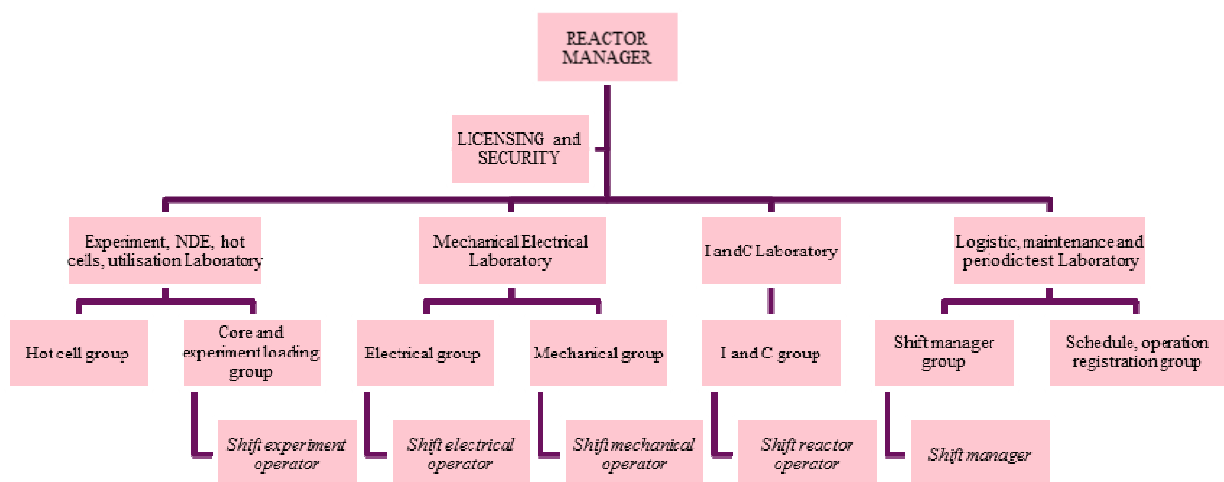 REACTOR
MANAGER
LICENSING and
SECURITY
Experiment, NDE, hot
cells, utilisation Laboratory
Mechanical Electrical
Laboratory
I and C Laboratory
Logistic, maintenance and
periodic test Laboratory
Hot cell group
Core and
experiment loading
group
Electrical group
Mechanical group
I and C group
Shift manager
group
Schedule, operation
registration group
Shift experiment
operator
Shift electrical
operator
Shift mechanical
operator
Shift reactor
operator
Shift manager